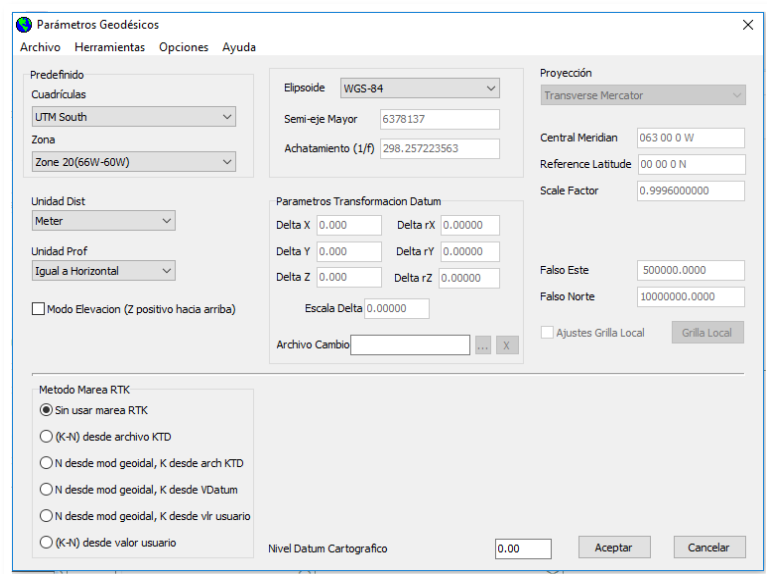 Parámetros Geodésicos
Archivo Herramientas Opciones Ayuda
Predefinido
Cuadrículas
UTM South
Zona
Zone 20(66W-60W)
Elipsoide WGS-84
Semi-eje Mayor 6378137
Achatamiento (1/f) 298.257223563
Proyección
Transverse Mercator
Central Meridian 063 00 0 W
Reference Latitude 00 00 0 N
Scale Factor 0.9996000000
Unidad Dist
Meter
Unidad Prof
Igual a Horizontal
Modo Elevacion (Z positivo hacia arriba)
Parametros Transformacion Datum
Delta X 0.000 Delta rX 0.00000
Delta Y 0.000 Delta rY 0.00000
Delta Z 0.000 Delta rZ 0.00000
Escala Delta 0.00000
Archivo Cambio ... X
Falso Este 500000.0000
Falso Norte 10000000.0000
Ajustes Grilla Local Grilla Local
Metodo Marea RTK
Sin usar marea RTK
(K-N) desde archivo KTD
N desde mod geoidal, K desde arch KTD
N desde mod geoidal, K desde VDatum
N desde mod geoidal, K desde vlr usuario
(K-N) desde valor usuario
Nivel Datum Cartografico 0.00 Aceptar Cancelar